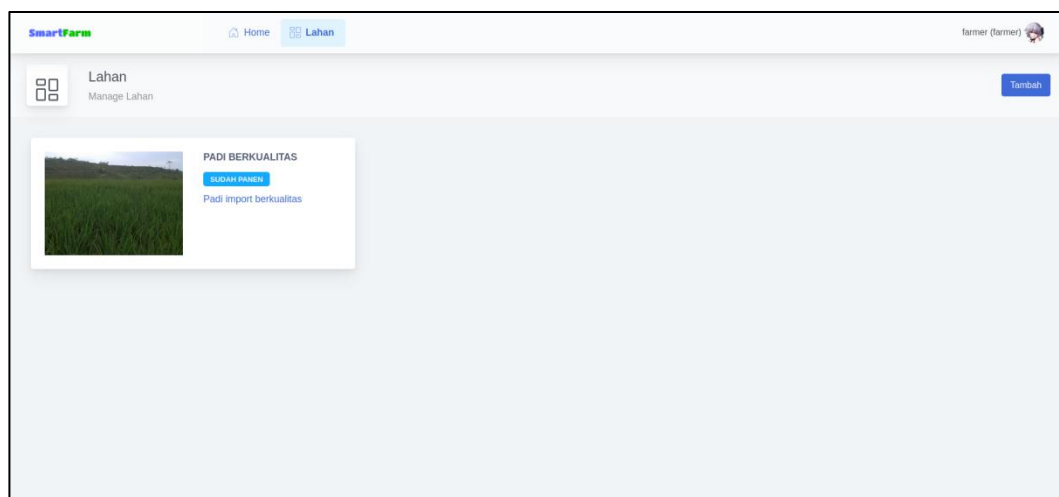 SmartFarm
Home
Lahan
farmer (farmer)
Lahan
Manage Lahan
Tambah
PADI BERKUALITAS
SUDAH PANEN
Padi import berkualitas